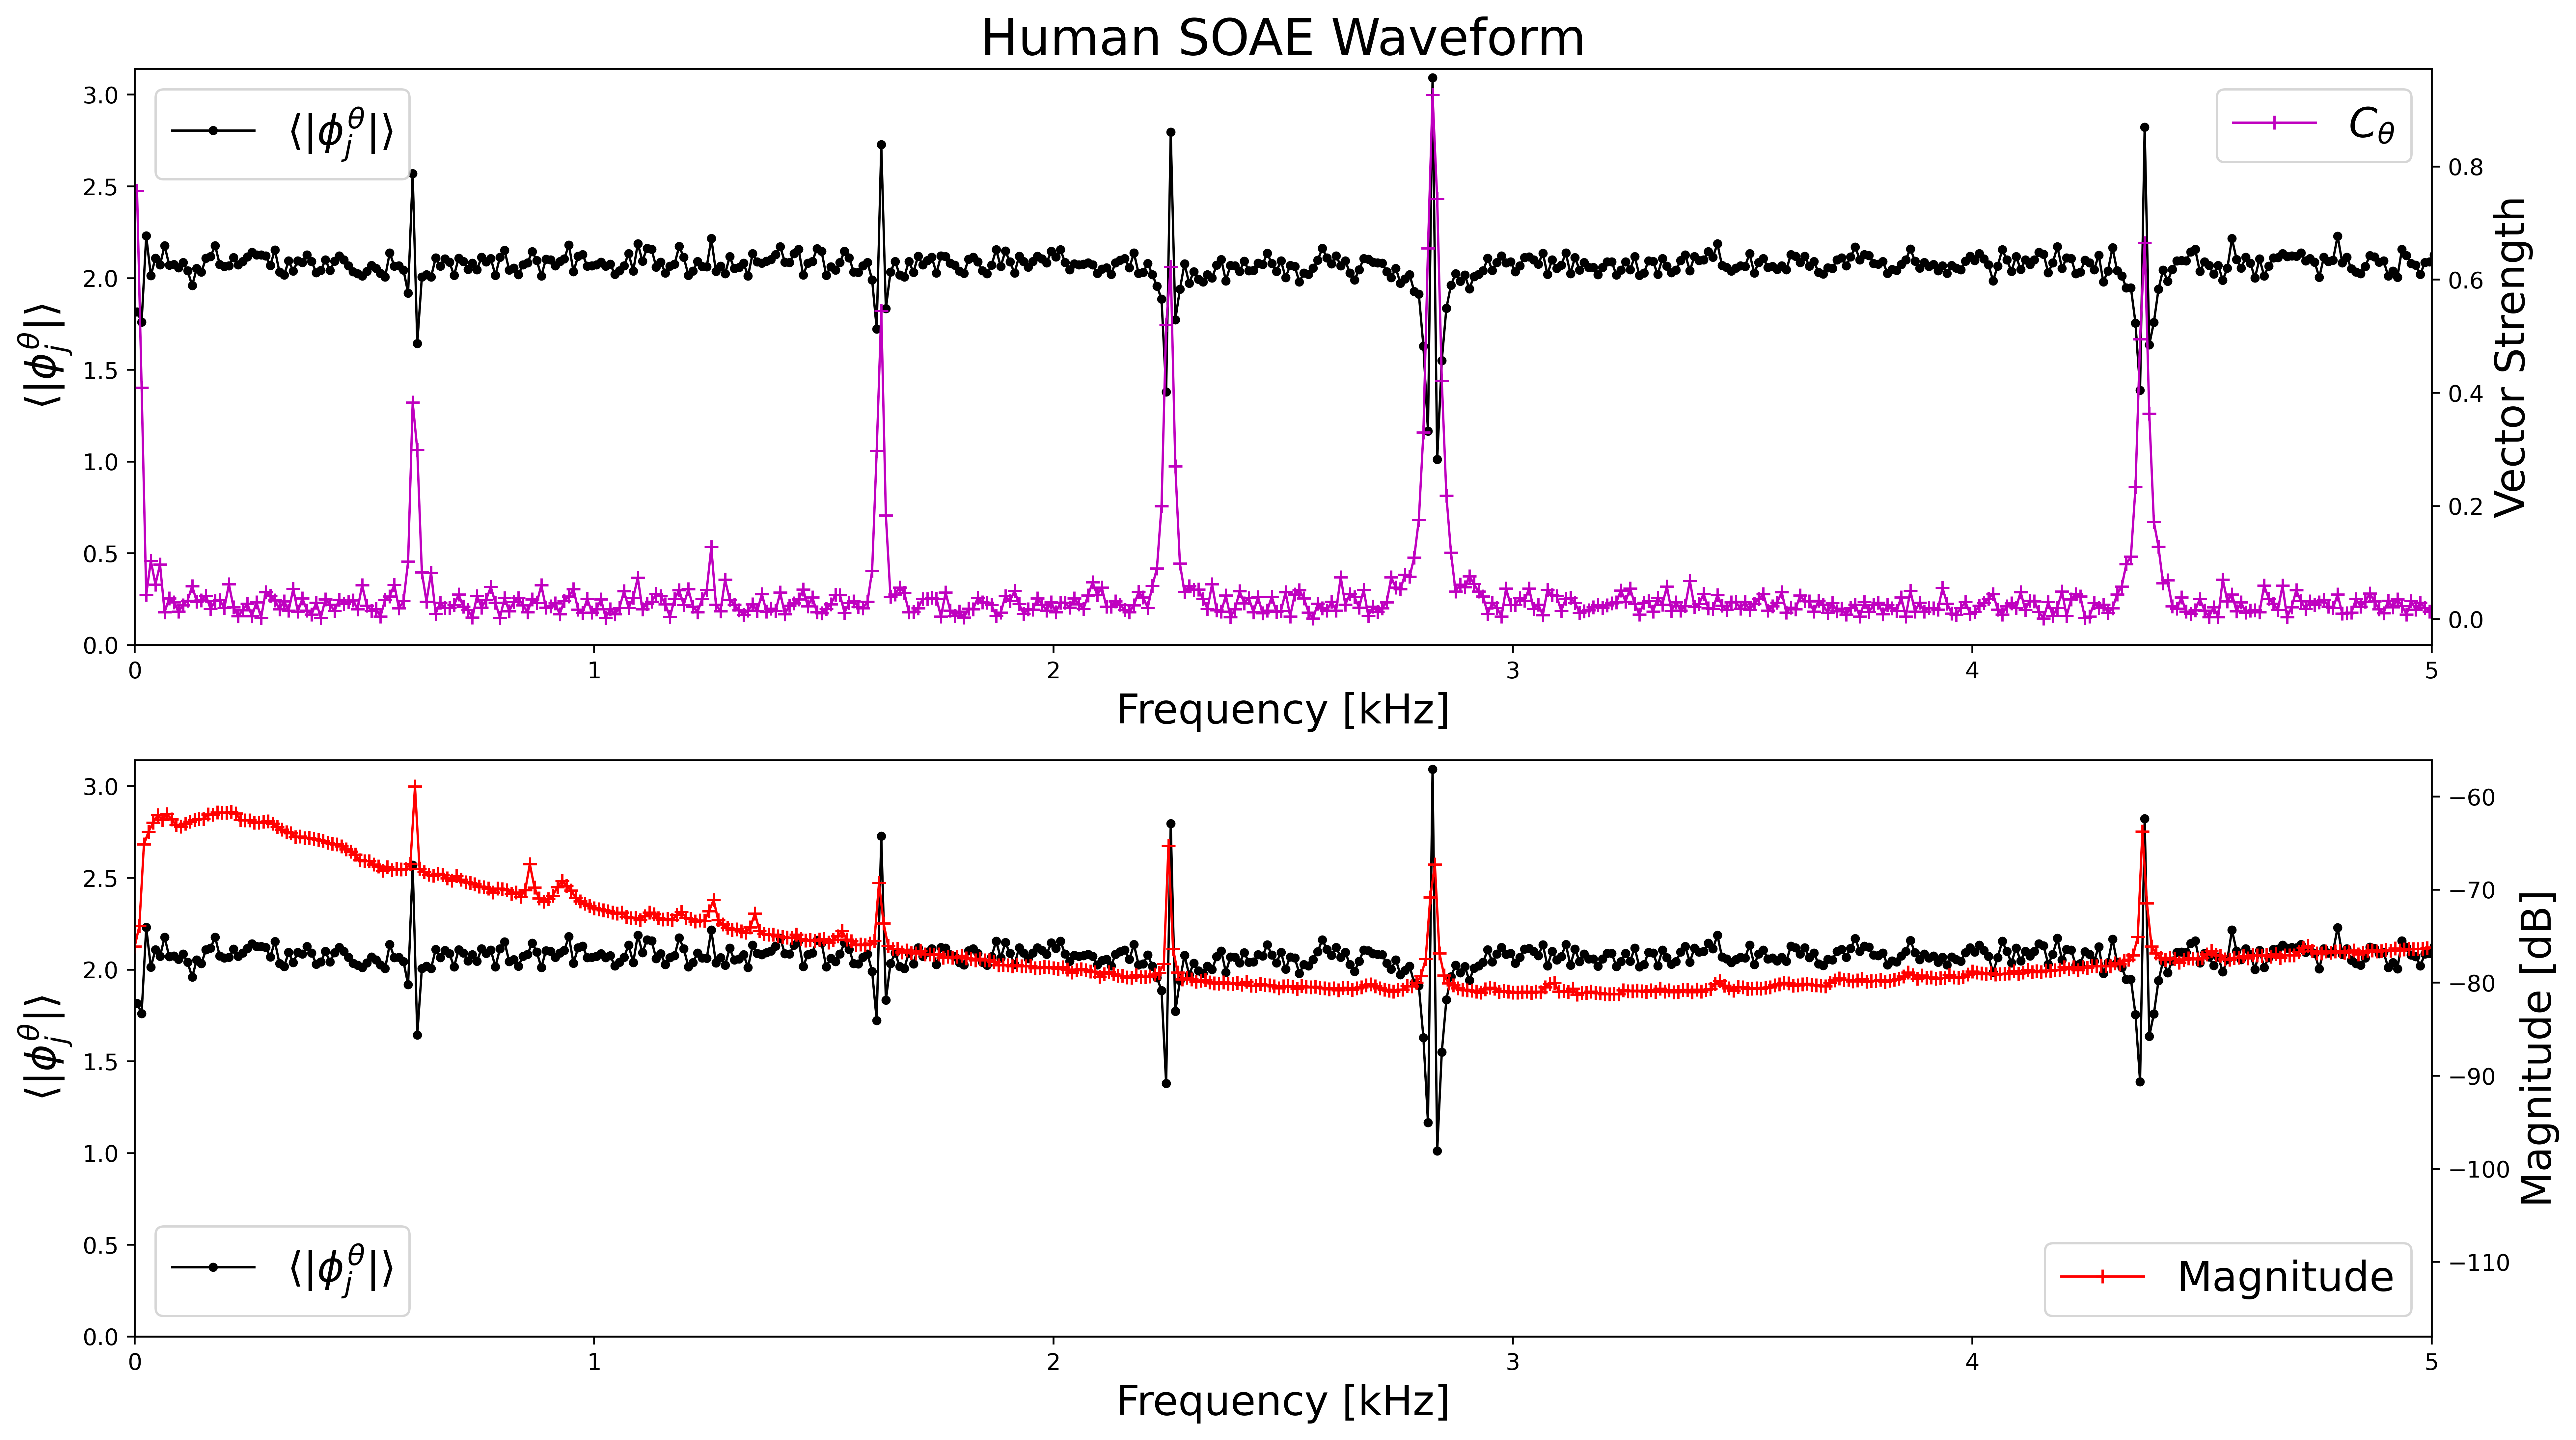 Human SOAE Waveform
⟨|ϕ_j^θ|⟩
C_θ
3.0
2.5
2.0
1.5
1.0
0.5
0.0
⟨|ϕ_j^θ|⟩
0.8
0.6
0.4
0.2
0.0
Vector Strength
0 1 2 3 4 5
Frequency [kHz]
3.0
2.5
2.0
1.5
1.0
0.5
0.0
⟨|ϕ_j^θ|⟩
−60
−70
−80
−90
−100
−110
Magnitude [dB]
⟨|ϕ_j^θ|⟩
Magnitude
0 1 2 3 4 5
Frequency [kHz]